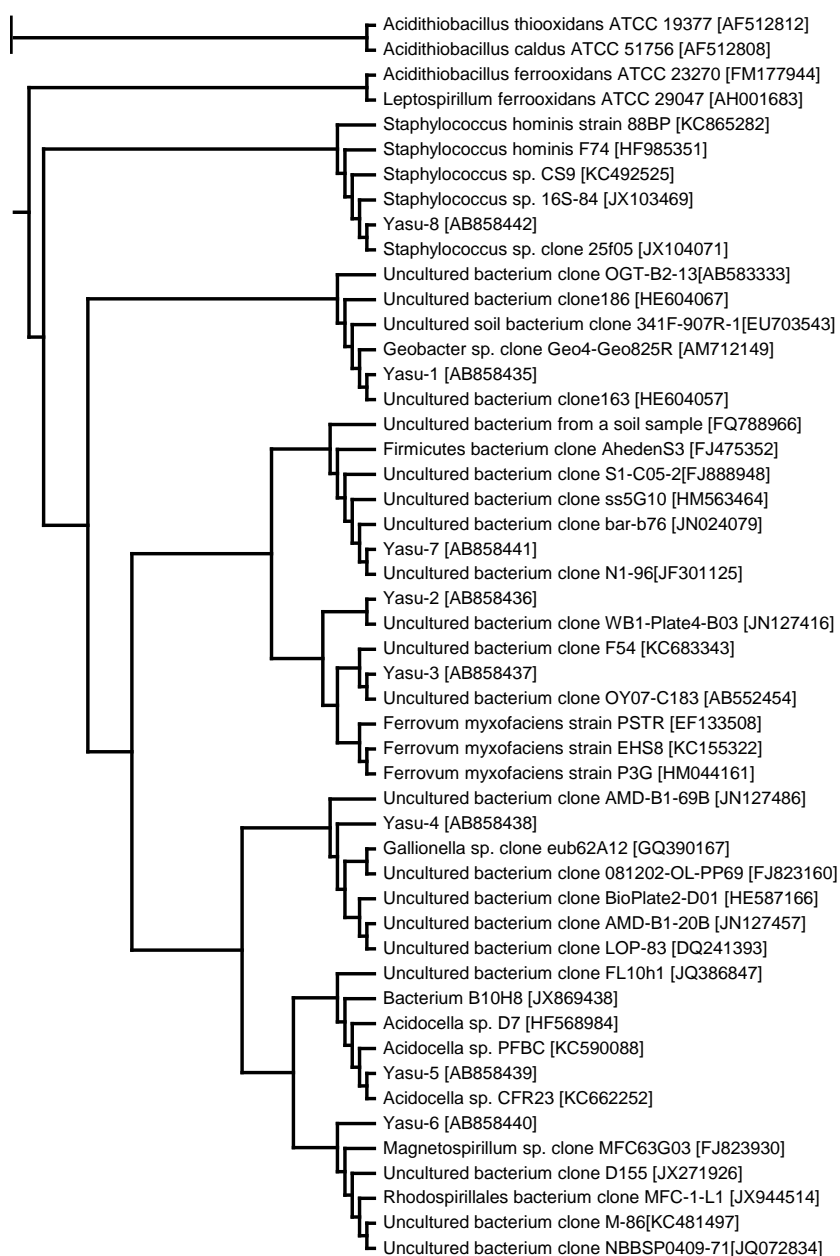 Acidithiobacillus thiooxidans ATCC 19377 [AF512812]
Acidithiobacillus caldus ATCC 51756 [AF512808]
Acidithiobacillus ferrooxidans ATCC 23270 [FM177944]
Leptospirillum ferrooxidans ATCC 29047 [AH001683]
Staphylococcus hominis strain 88BP [KC865282]
Staphylococcus hominis F74 [HF985351]
Staphylococcus sp. CS9 [KC492525]
Staphylococcus sp. 16S-84 [JX103469]
Yasu-8 [AB858442]
Staphylococcus sp. clone 25f05 [JX104071]
Uncultured bacterium clone OGT-B2-13[AB583333]
Uncultured bacterium clone186 [HE604067]
Uncultured soil bacterium clone 341F-907R-1[EU703543]
Geobacter sp. clone Geo4-Geo825R [AM712149]
Yasu-1 [AB858435]
Uncultured bacterium clone163 [HE604057]
Uncultured bacterium from a soil sample [FQ788966]
Firmicutes bacterium clone AhedenS3 [FJ475352]
Uncultured bacterium clone S1-C05-2[FJ888948]
Uncultured bacterium clone ss5G10 [HM563464]
Uncultured bacterium clone bar-b76 [JN024079]
Yasu-7 [AB858441]
Uncultured bacterium clone N1-96[JF301125]
Yasu-2 [AB858436]
Uncultured bacterium clone WB1-Plate4-B03 [JN127416]
Uncultured bacterium clone F54 [KC683343]
Yasu-3 [AB858437]
Uncultured bacterium clone OY07-C183 [AB552454]
Ferrovum myxofaciens strain PSTR [EF133508]
Ferrovum myxofaciens strain EHS8 [KC155322]
Ferrovum myxofaciens strain P3G [HM044161]
Uncultured bacterium clone AMD-B1-69B [JN127486]
Yasu-4 [AB858438]
Gallionella sp. clone eub62A12 [GQ390167]
Uncultured bacterium clone 081202-OL-PP69 [FJ823160]
Uncultured bacterium clone BioPlate2-D01 [HE587166]
Uncultured bacterium clone AMD-B1-20B [JN127457]
Uncultured bacterium clone LOP-83 [DQ241393]
Uncultured bacterium clone FL10h1 [JQ386847]
Bacterium B10H8 [JX869438]
Acidocella sp. D7 [HF568984]
Acidocella sp. PFBC [KC590088]
Yasu-5 [AB858439]
Acidocella sp. CFR23 [KC662252]
Yasu-6 [AB858440]
Magnetospirillum sp. clone MFC63G03 [FJ823930]
Uncultured bacterium clone D155 [JX271926]
Rhodospirillales bacterium clone MFC-1-L1 [JX944514]
Uncultured bacterium clone M-86[KC481497]
Uncultured bacterium clone NBBSP0409-71[JQ072834]